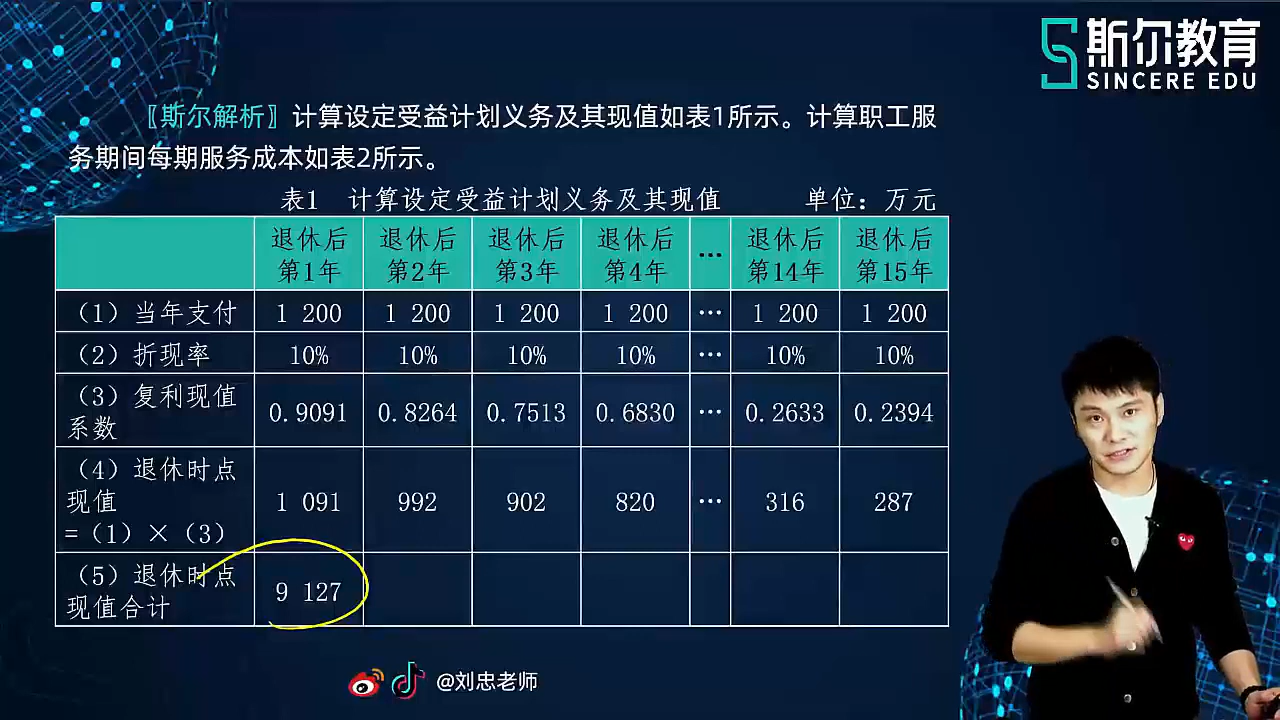 斯尔教育
SINCERE EDU
〖斯尔解析〗计算设定受益计划义务及其现值如表1所示。计算职工服
务期间每期服务成本如表2所示。
表1 计算设定受益计划义务及其现值 单位：万元
退休后 退休后 退休后 退休后 … 退休后 退休后
第1年 第2年 第3年 第4年 第14年 第15年
（1）当年支付 1 200 1 200 1 200 1 200 … 1 200 1 200
（2）折现率 10% 10% 10% 10% … 10% 10%
（3）复利现值
系数 0.9091 0.8264 0.7513 0.6830 … 0.2633 0.2394
（4）退休时点
现值 1 091 992 902 820 … 316 287
=（1）×（3）
（5）退休时点
现值合计 9 127
@刘忠老师